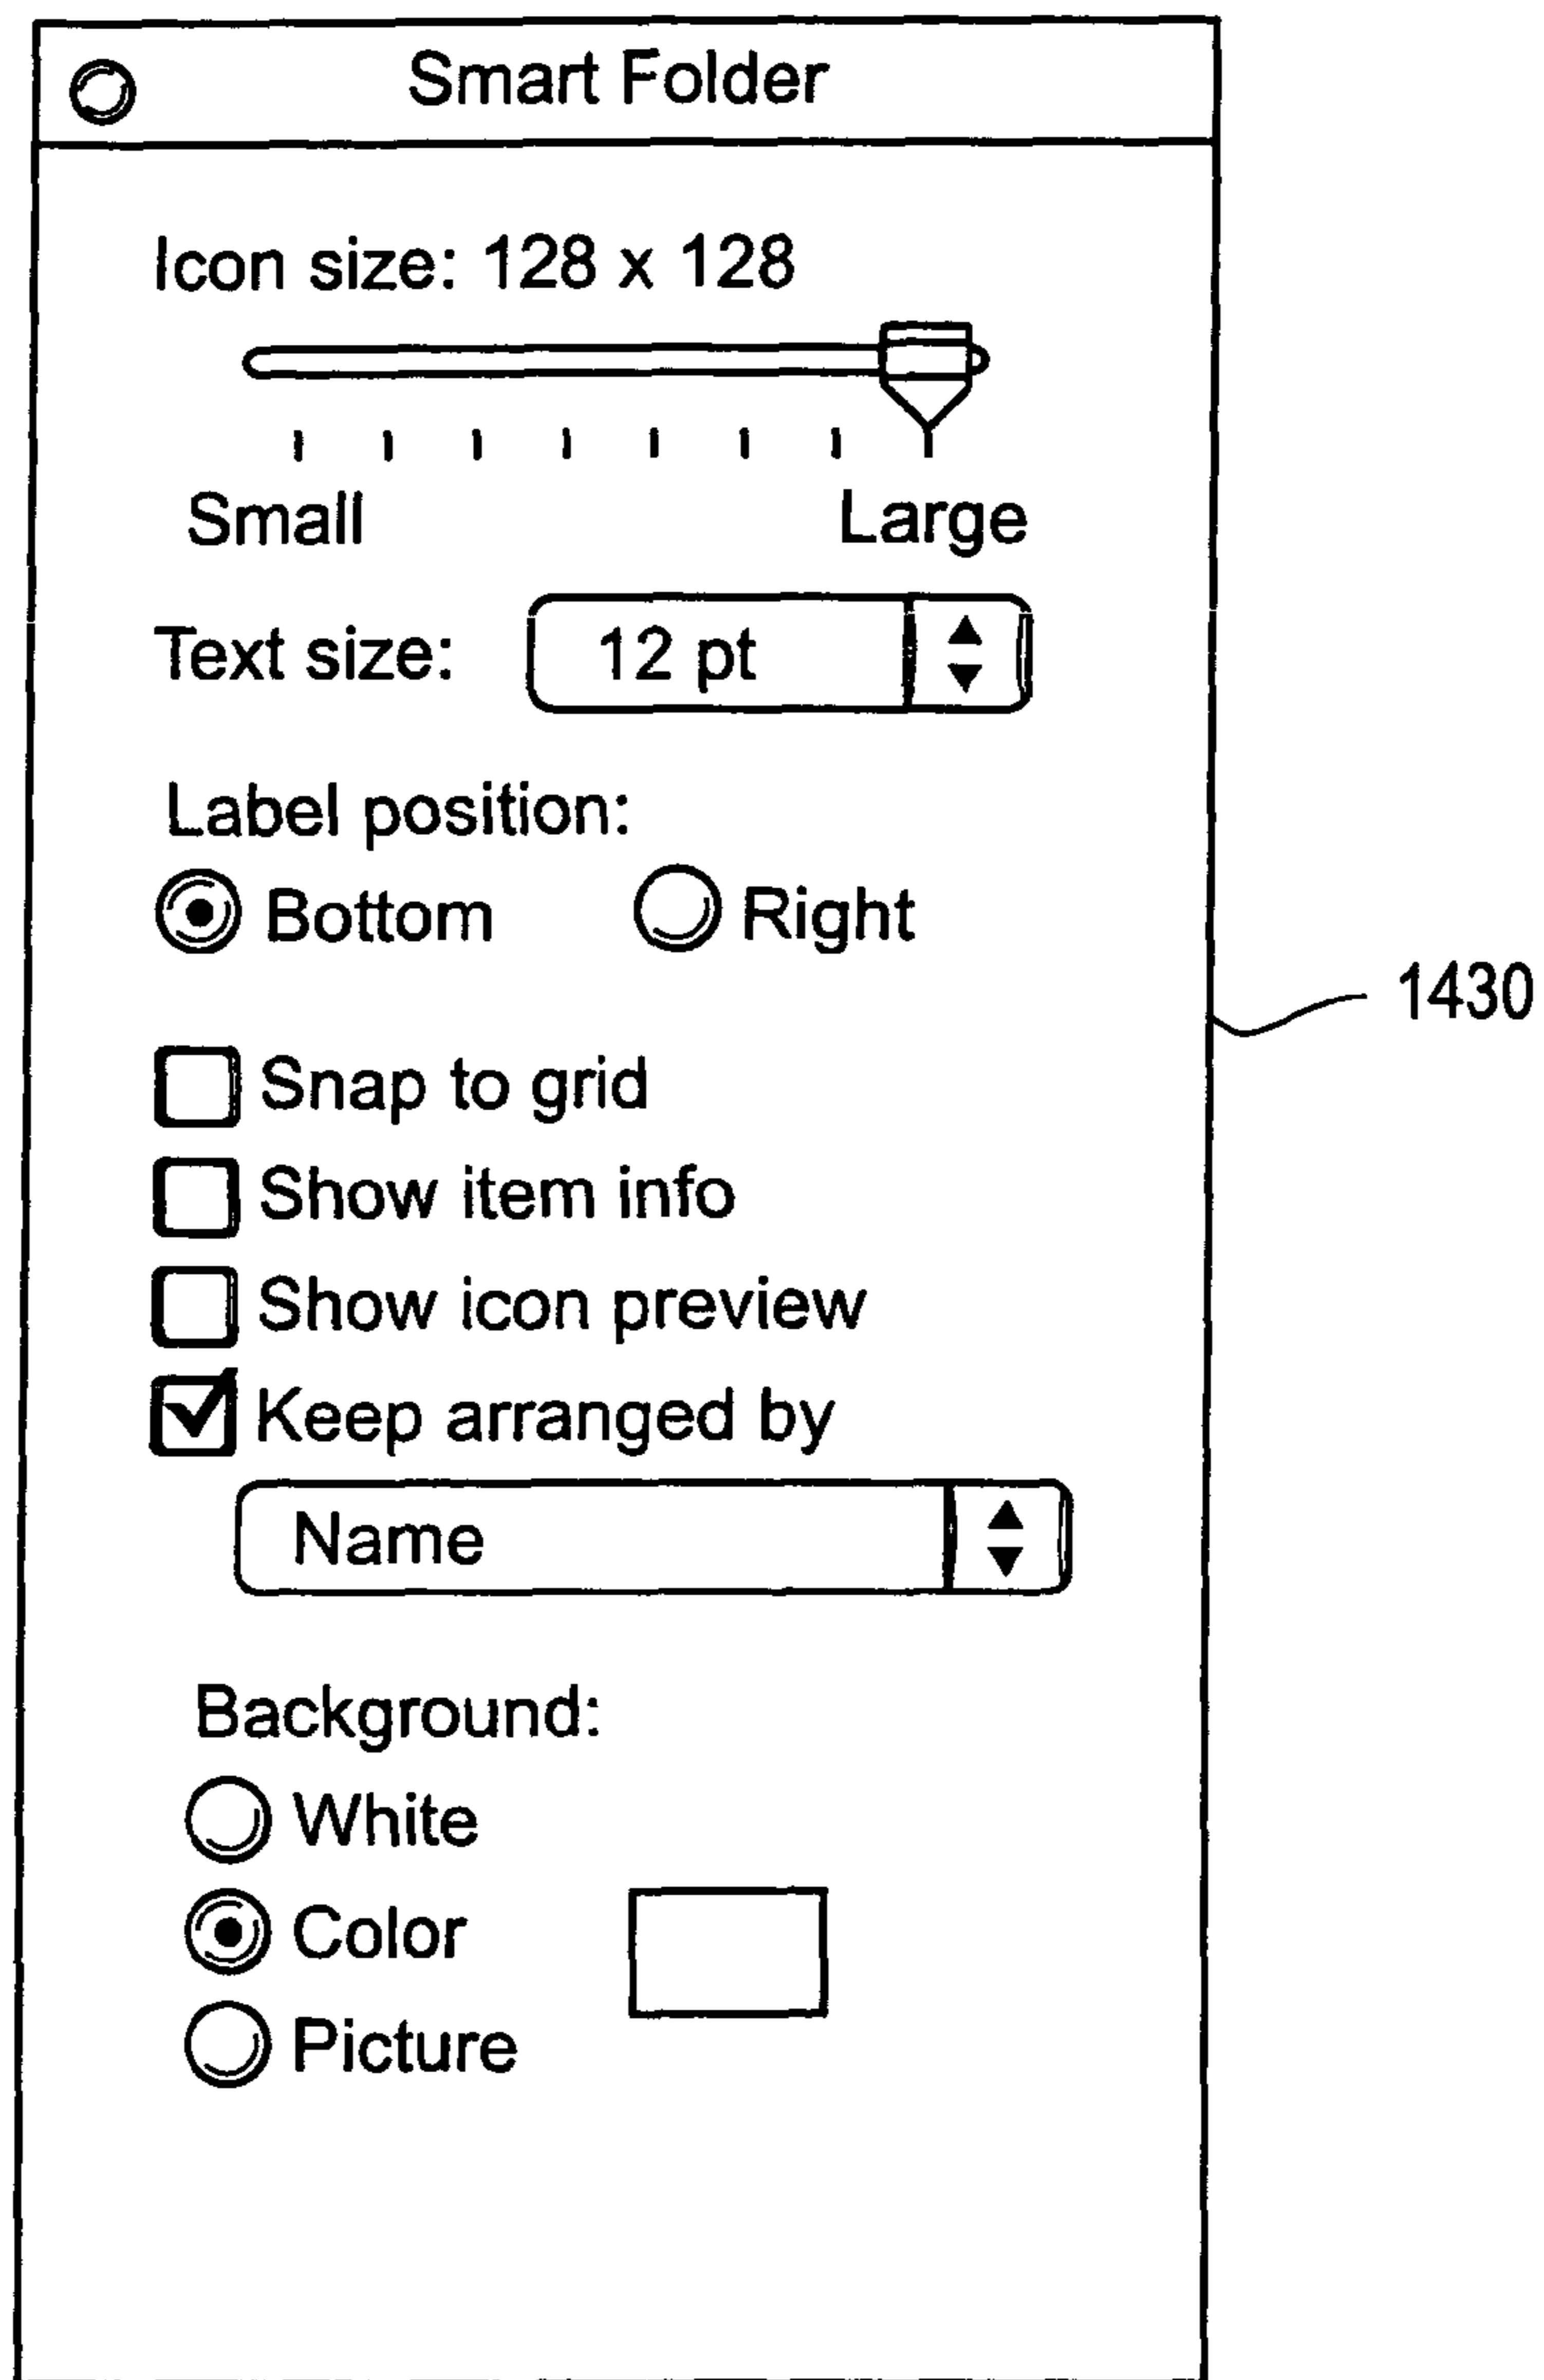 Smart Folder
Icon size: 128 x 128
Small Large
Text size: 12 pt
Label position:
Bottom Right
1430
Snap to grid
Show item info
Show icon preview
Keep arranged by
Name
Background:
White
Color
Picture